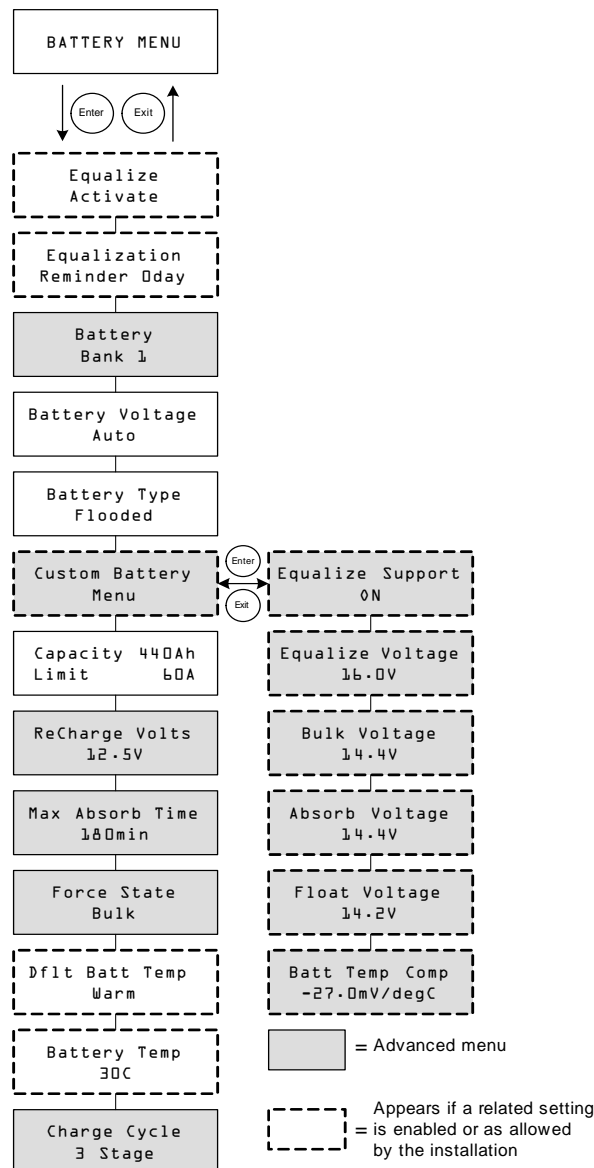 BATTERY MENU
Enter
Exit
Equalize
Activate
Equalization
Reminder 0day
Battery
Bank 1
Battery Voltage
Auto
Battery Type
Flooded
Custom Battery
Menu
Enter
Exit
Equalize Support
ON
Capacity 440Ah
Limit 60A
Equalize Voltage
16.0V
ReCharge Volts
12.5V
Bulk Voltage
14.4V
Max Absorb Time
180min
Absorb Voltage
14.4V
Force State
Bulk
Float Voltage
14.2V
Dflt Batt Temp
Warm
Batt Temp Comp
-27.0mV/degC
Battery Temp
30C
Charge Cycle
3 Stage
= Advanced menu
Appears if a related setting
= is enabled or as allowed
by the installation